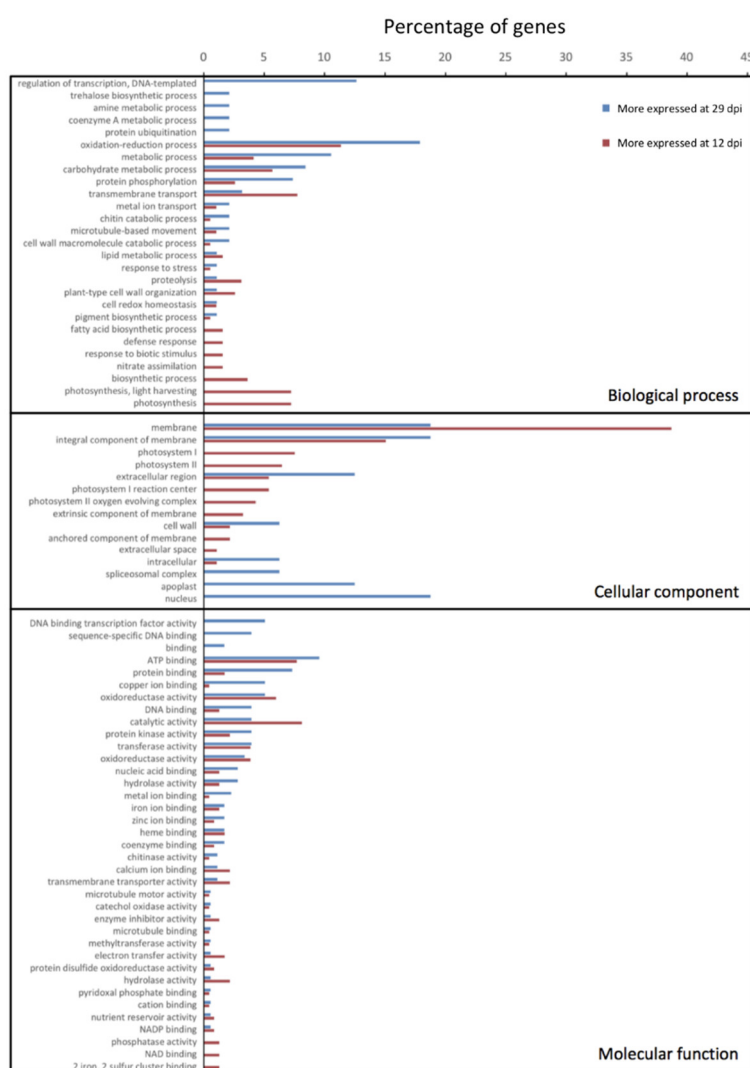 Percentage of genes
0 5 10 15 20 25 30 35 40 45
More expressed at 29 dpi
More expressed at 12 dpi
regulation of transcription, DNA-templated
trehalose biosynthetic process
amine metabolic process
coenzyme A metabolic process
protein ubiquitination
oxidation-reduction process
metabolic process
carbohydrate metabolic process
protein phosphorylation
transmembrane transport
metal ion transport
chitin catabolic process
microtubule-based movement
cell wall macromolecule catabolic process
lipid metabolic process
response to stress
proteolysis
plant-type cell wall organization
cell redox homeostasis
pigment biosynthetic process
fatty acid biosynthetic process
defense response
response to biotic stimulus
nitrate assimilation
biosynthetic process
photosynthesis, light harvesting
photosynthesis
Biological process
membrane
integral component of membrane
photosystem I
photosystem II
extracellular region
photosystem I reaction center
photosystem II oxygen evolving complex
extrinsic component of membrane
cell wall
anchored component of membrane
extracellular space
intracellular
spliceosomal complex
apoplast
nucleus
Cellular component
DNA binding transcription factor activity
sequence-specific DNA binding
binding
ATP binding
protein binding
copper ion binding
oxidoreductase activity
DNA binding
catalytic activity
protein kinase activity
transferase activity
oxidoreductase activity
nucleic acid binding
hydrolase activity
metal ion binding
iron ion binding
zinc ion binding
heme binding
coenzyme binding
chitinase activity
calcium ion binding
transmembrane transporter activity
microtubule motor activity
catechol oxidase activity
enzyme inhibitor activity
microtubule binding
methyltransferase activity
electron transfer activity
protein disulfide oxidoreductase activity
hydrolase activity
pyridoxal phosphate binding
cation binding
nutrient reservoir activity
NADP binding
phosphatase activity
NAD binding
2 iron, 2 sulfur cluster binding
Molecular function